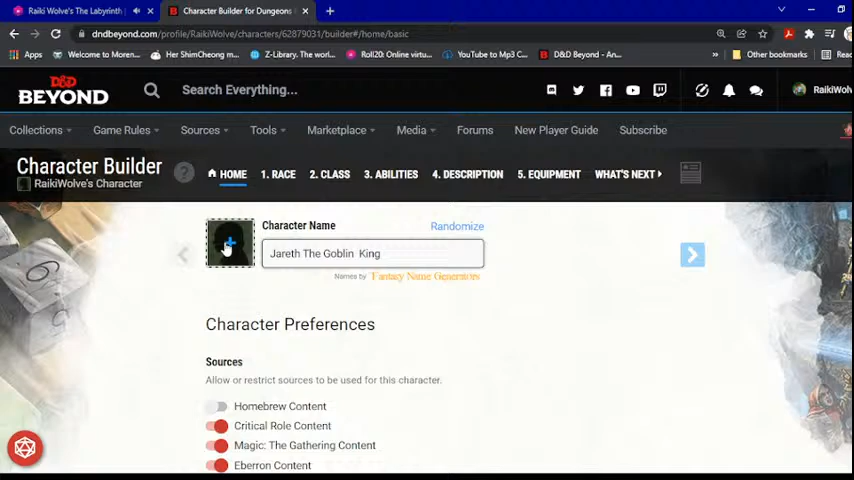 Raiki Wolve's The Labyrinth |
Character Builder for Dungeons
dndbeyond.com/profile/RaikiWolve/characters/62879031/builder#/home/basic
Apps Welcome to Moren... Her ShimCheong m... Z-Library. The worl... Roll20: Online virtu... YouTube to Mp3 C... D&D Beyond - An... » Other bookmarks Rea
D&D BEYOND Search Everything... RaikiWolv
Collections Game Rules Sources Tools Marketplace Media Forums New Player Guide Subscribe
Character Builder ? HOME 1. RACE 2. CLASS 3. ABILITIES 4. DESCRIPTION 5. EQUIPMENT WHAT'S NEXT
RaikiWolve's Character
Character Name Randomize
Jareth The Goblin King
Names by Fantasy Name Generators
Character Preferences
Sources
Allow or restrict sources to be used for this character.
Homebrew Content
Critical Role Content
Magic: The Gathering Content
Eberron Content